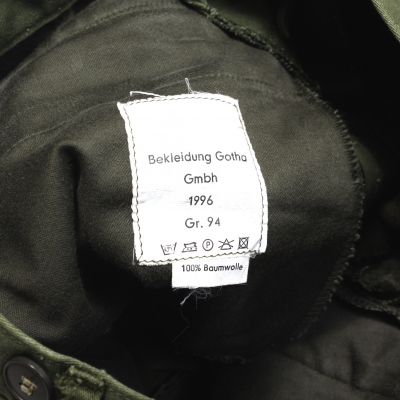 Bekleidung Gotha
Gmbh
1996
Gr. 94
P
100% Baumwolle